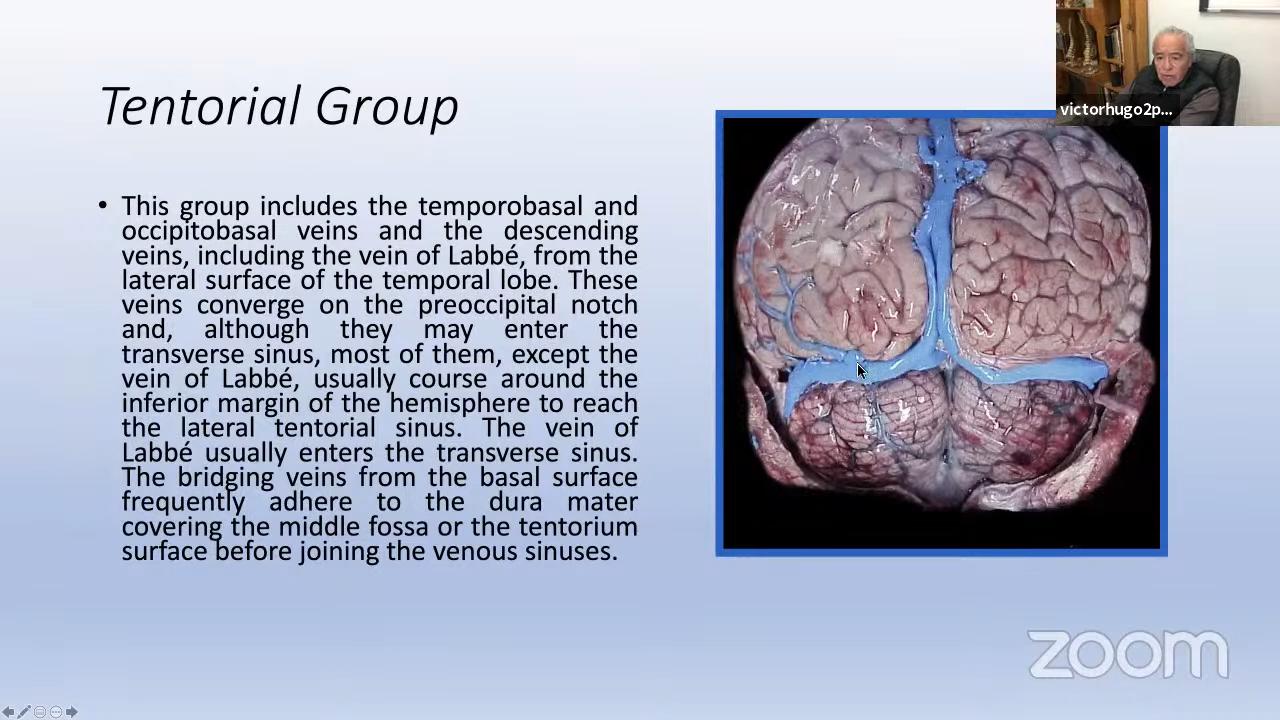 victorhugo2p...
Tentorial Group
• This group includes the temporobasal and
occipitobasal veins and the descending
veins, including the vein of Labbé, from the
lateral surface of the temporal lobe. These
veins converge on the preoccipital notch
and, although they may enter the
transverse sinus, most of them, except the
vein of Labbé, usually course around the
inferior margin of the hemisphere to reach
the lateral tentorial sinus. The vein of
Labbé usually enters the transverse sinus.
The bridging veins from the basal surface
frequently adhere to the dura mater
covering the middle fossa or the tentorium
surface before joining the venous sinuses.
zoom